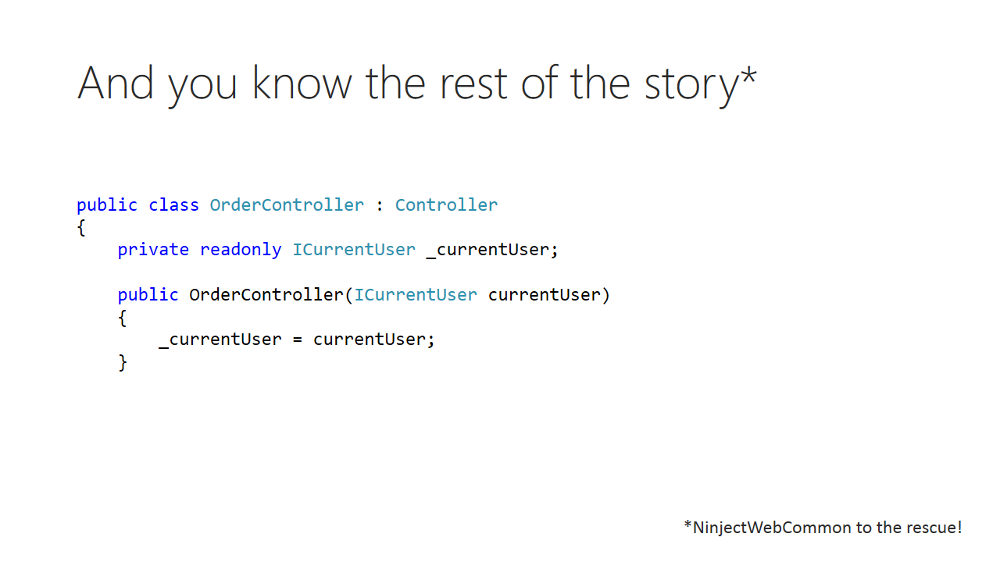 And you know the rest of the story*
public class OrderController : Controller
{
    private readonly ICurrentUser _currentUser;
    public OrderController(ICurrentUser currentUser)
    {
        _currentUser = currentUser;
    }
*NinjectWebCommon to the rescue!